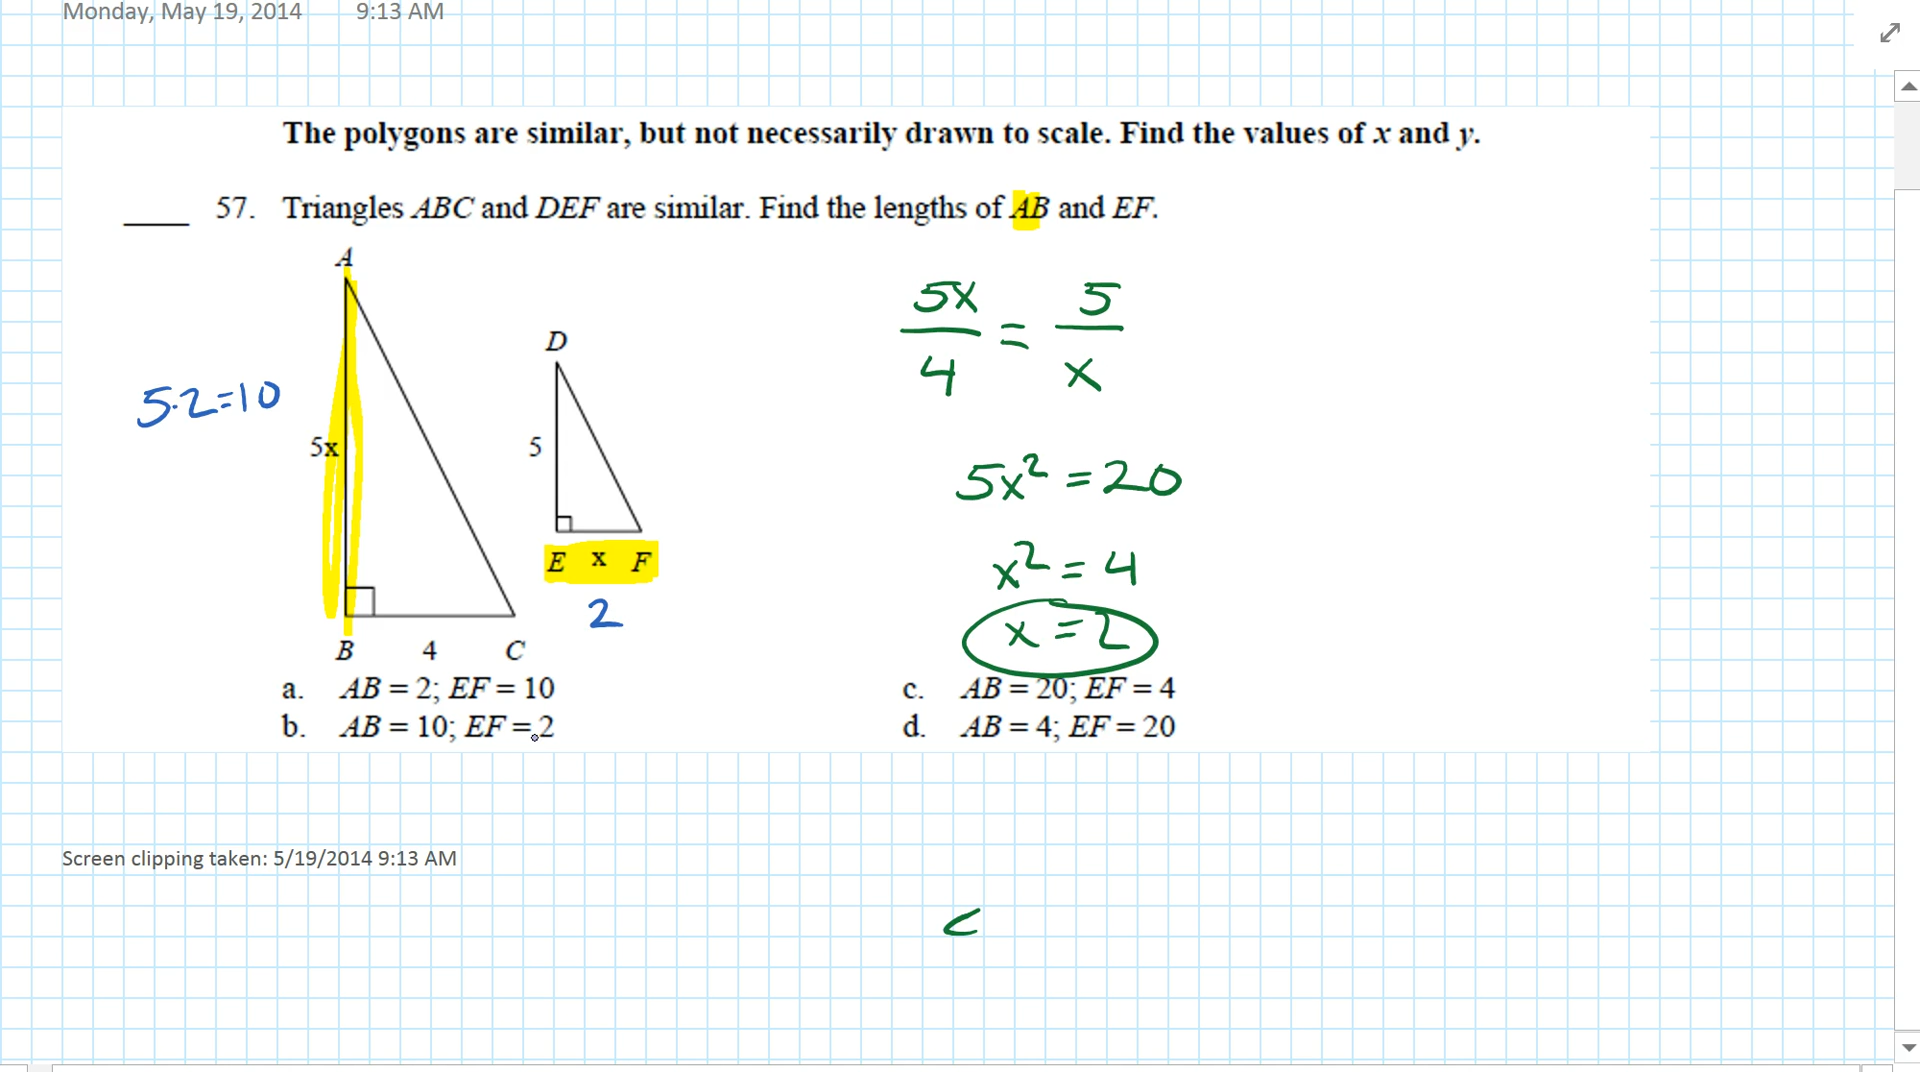 Monday, May 19, 2014 9:13 AM
The polygons are similar, but not necessarily drawn to scale. Find the values of x and y.
____ 57. Triangles ABC and DEF are similar. Find the lengths of AB and EF.
A
D
5·2=10
5x
5
E x F
2
B 4 C
5x/4 = 5/x
5x² = 20
x² = 4
x = 2
a. AB = 2; EF = 10
b. AB = 10; EF = 2
c. AB = 20; EF = 4
d. AB = 4; EF = 20
Screen clipping taken: 5/19/2014 9:13 AM